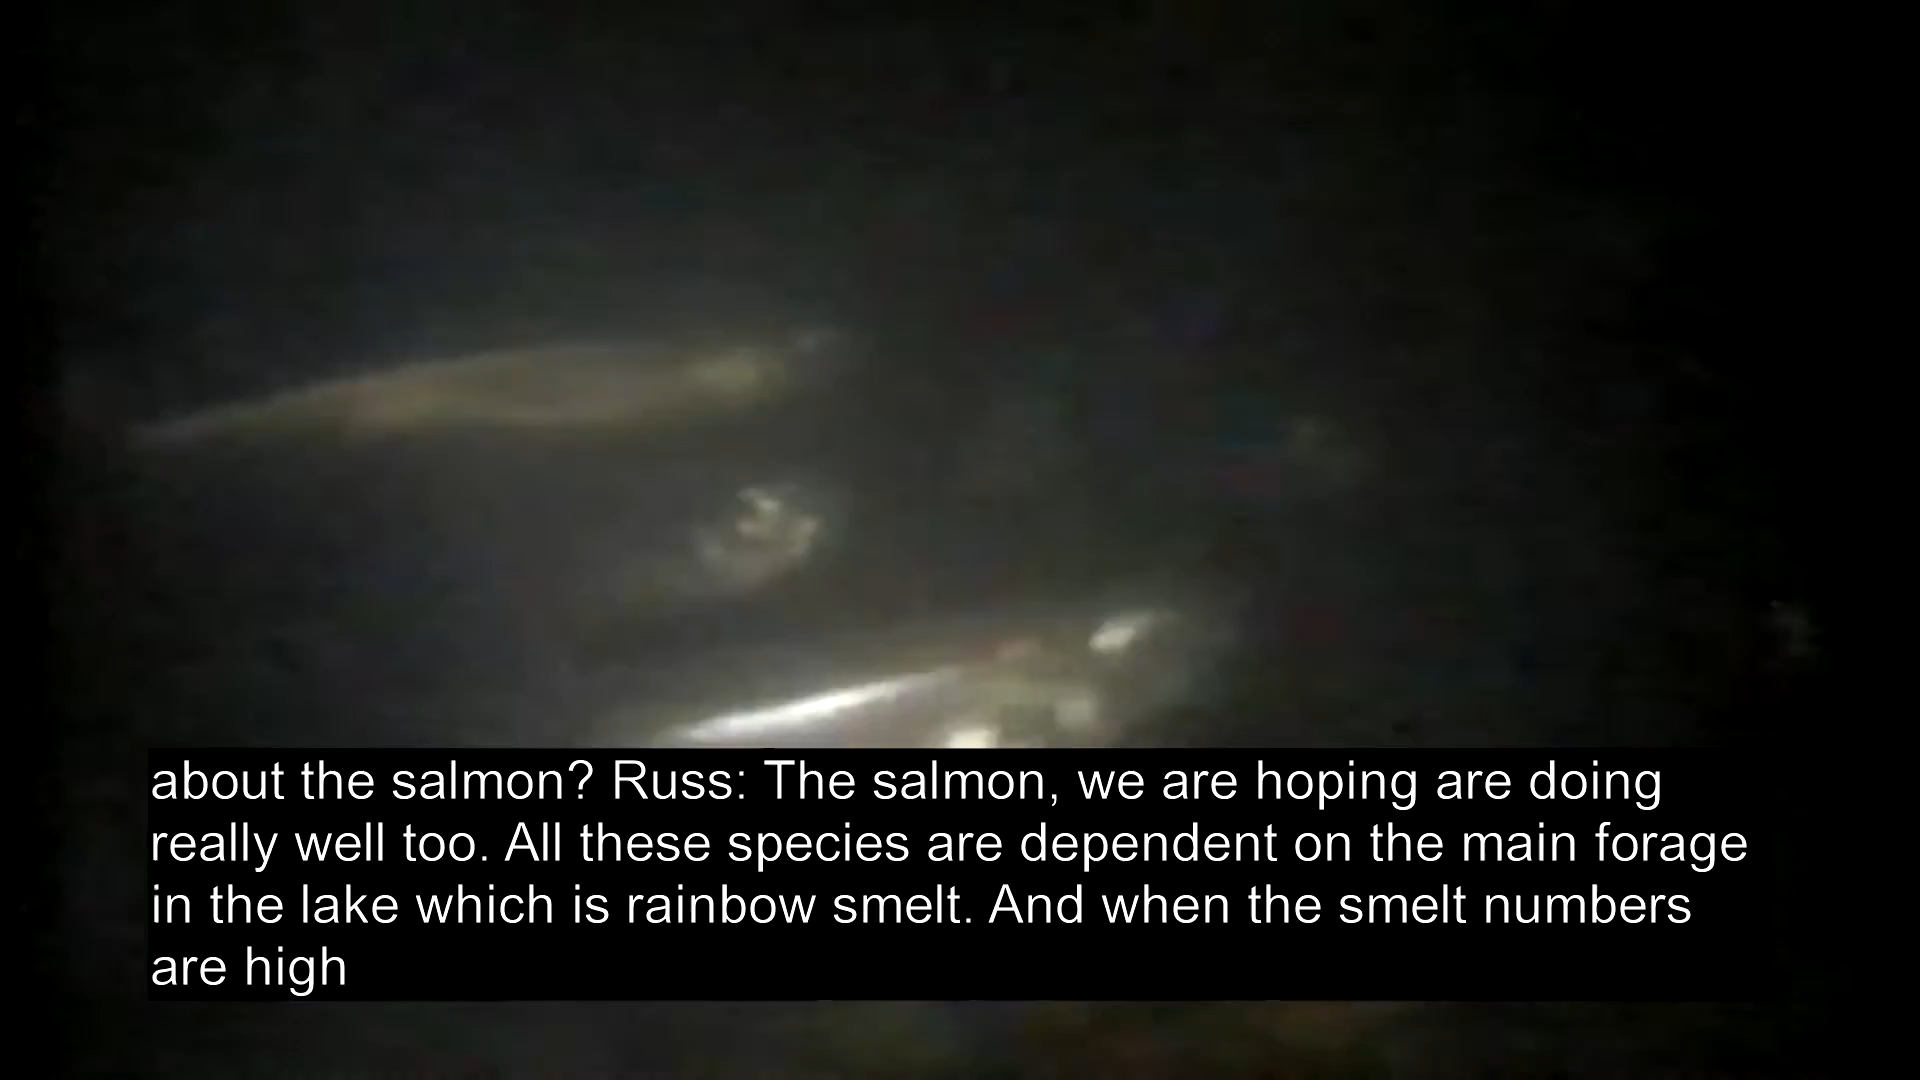 about the salmon? Russ: The salmon, we are hoping are doing
really well too. All these species are dependent on the main forage
in the lake which is rainbow smelt. And when the smelt numbers
are high